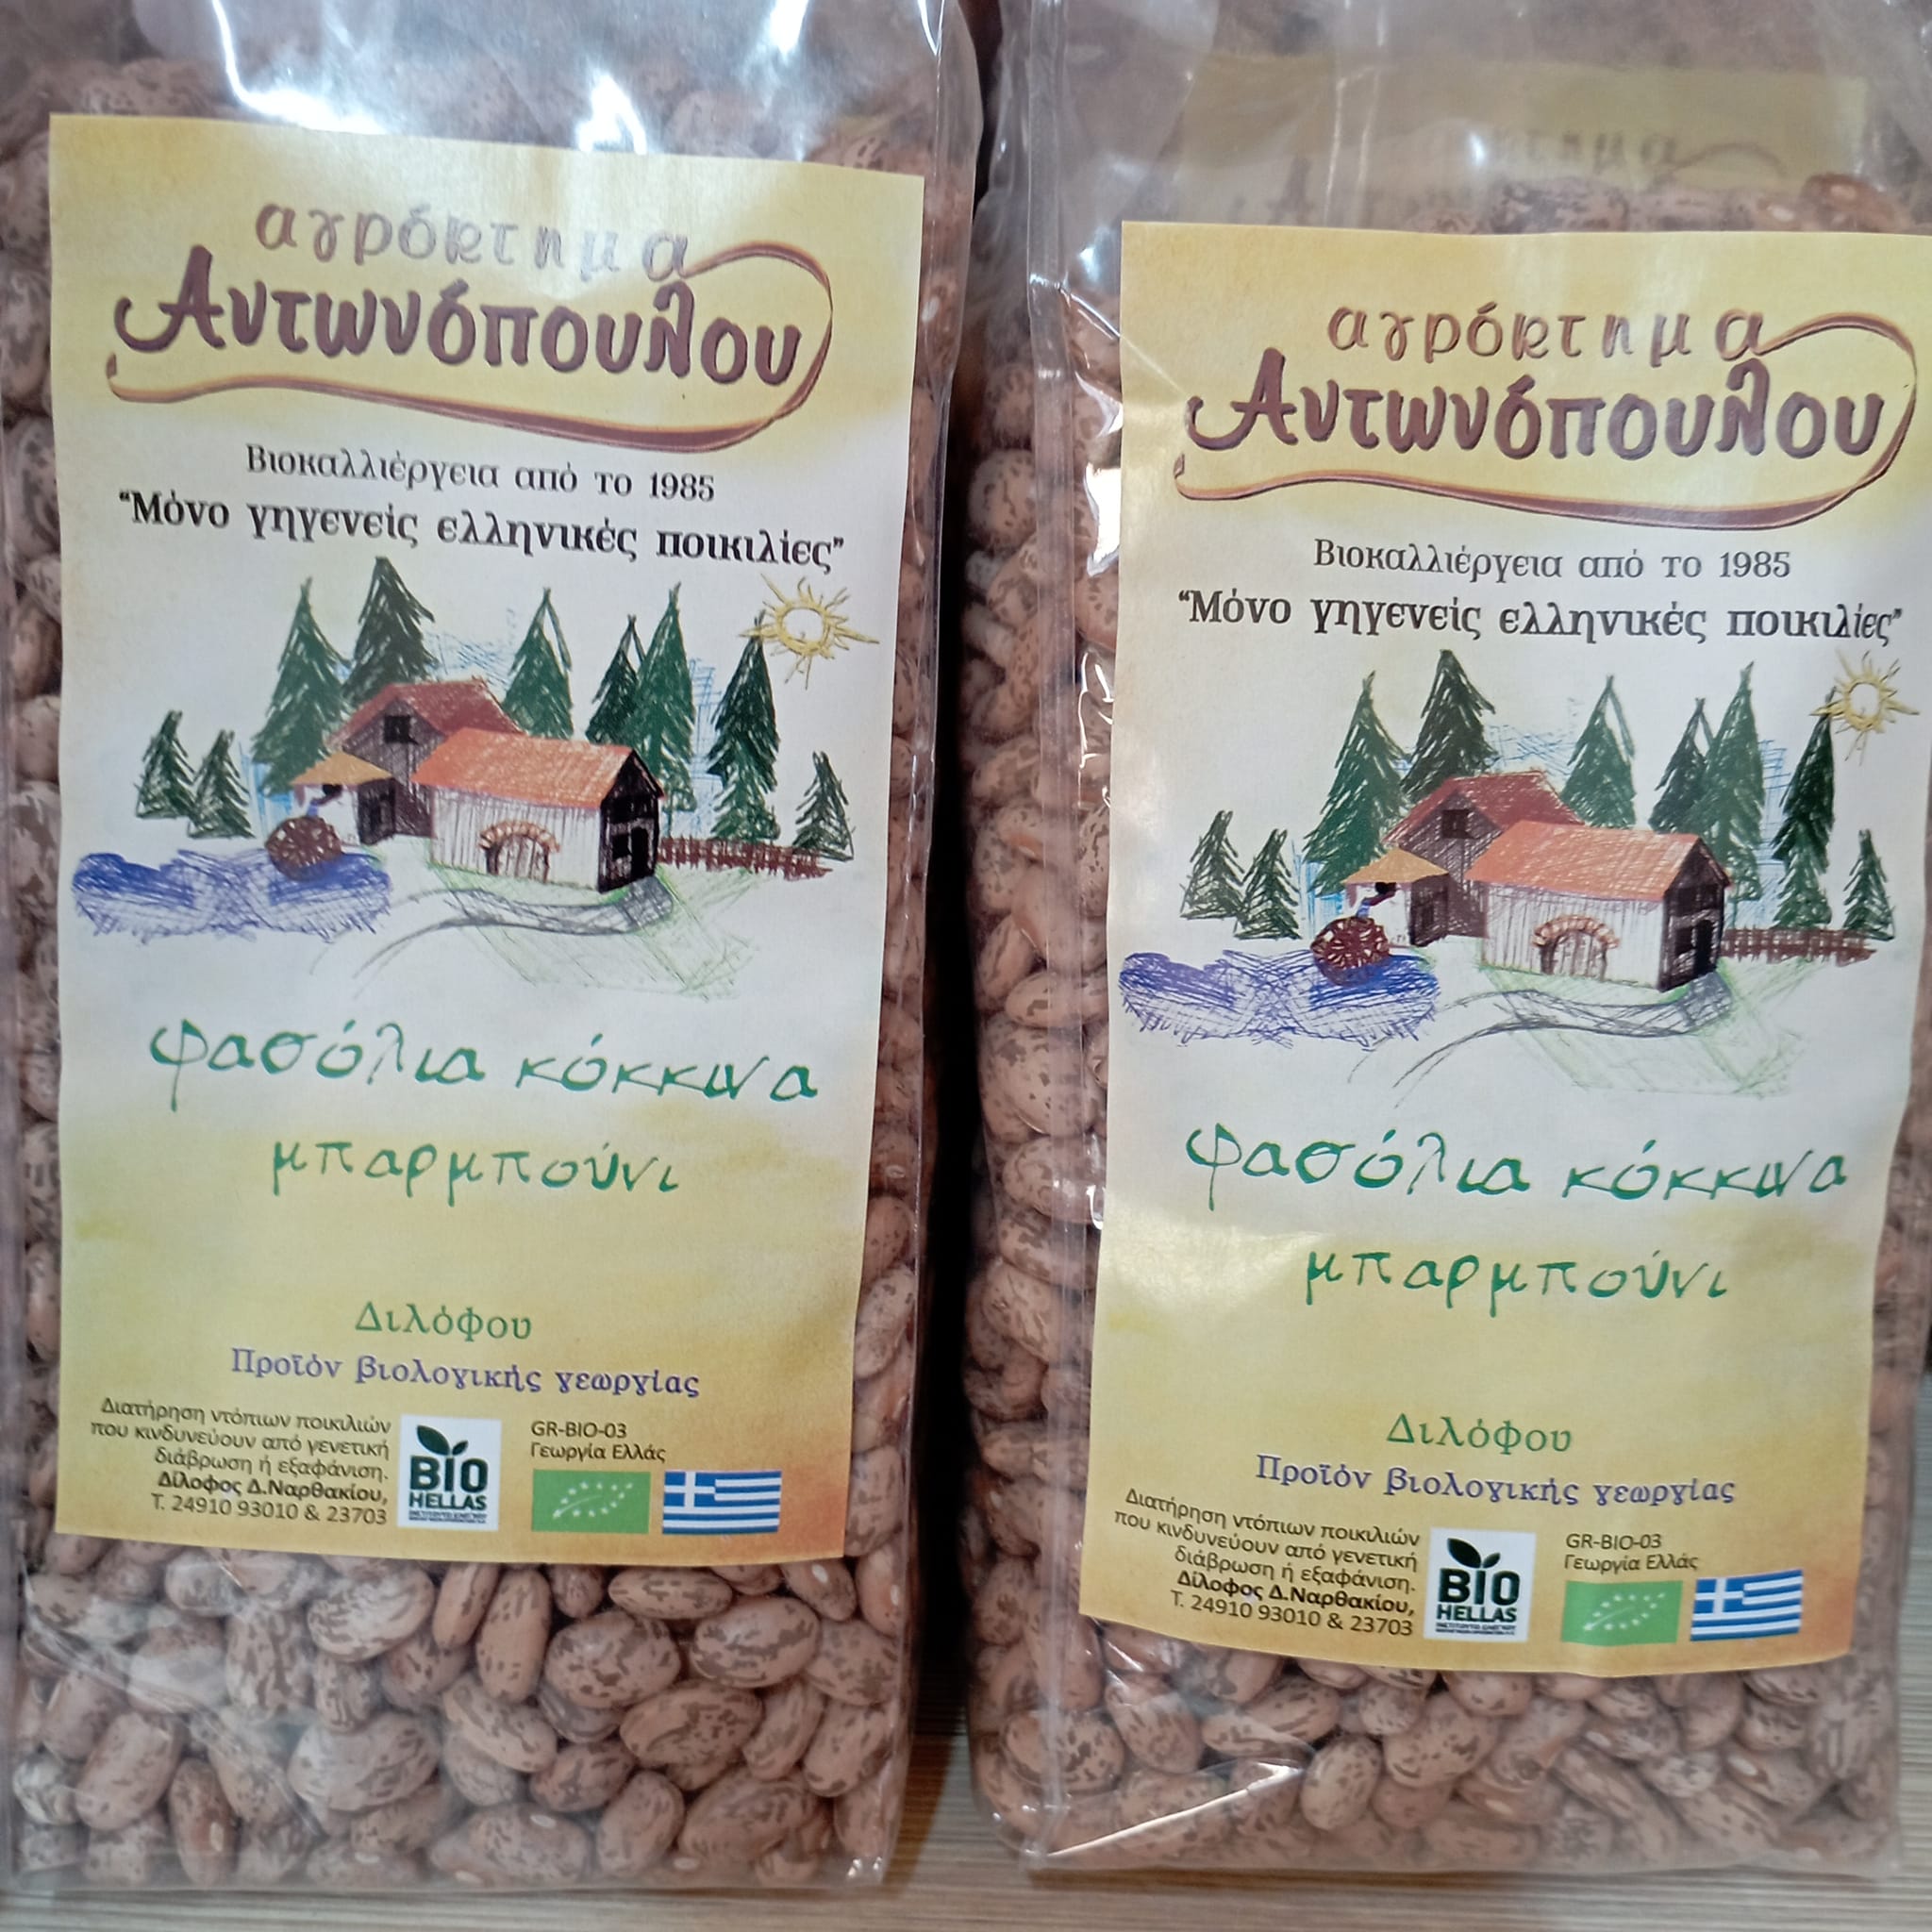 αγρόκτημα
Αντωνόπουλου
Βιοκαλλιέργεια από το 1985
“Μόνο γηγενείς ελληνικές ποικιλίες”
φασόλια κόκκινα
μπαρμπούνι
Διλόφου
Προϊόν βιολογικής γεωργίας
Διατήρηση ντόπιων ποικιλιών
που κινδυνεύουν από γενετική
διάβρωση ή εξαφάνιση.
Δίλοφος Δ.Ναρθακίου,
Τ. 24910 93010 & 23703
BIO
HELLAS
GR-BIO-03
Γεωργία Ελλάς
αγρόκτημα
Αντωνόπουλου
Βιοκαλλιέργεια από το 1985
“Μόνο γηγενείς ελληνικές ποικιλίες”
φασόλια κόκκινα
μπαρμπούνι
Διλόφου
Προϊόν βιολογικής γεωργίας
Διατήρηση ντόπιων ποικιλιών
που κινδυνεύουν από γενετική
διάβρωση ή εξαφάνιση.
Δίλοφος Δ.Ναρθακίου,
Τ. 24910 93010 & 23703
BIO
HELLAS
GR-BIO-03
Γεωργία Ελλάς